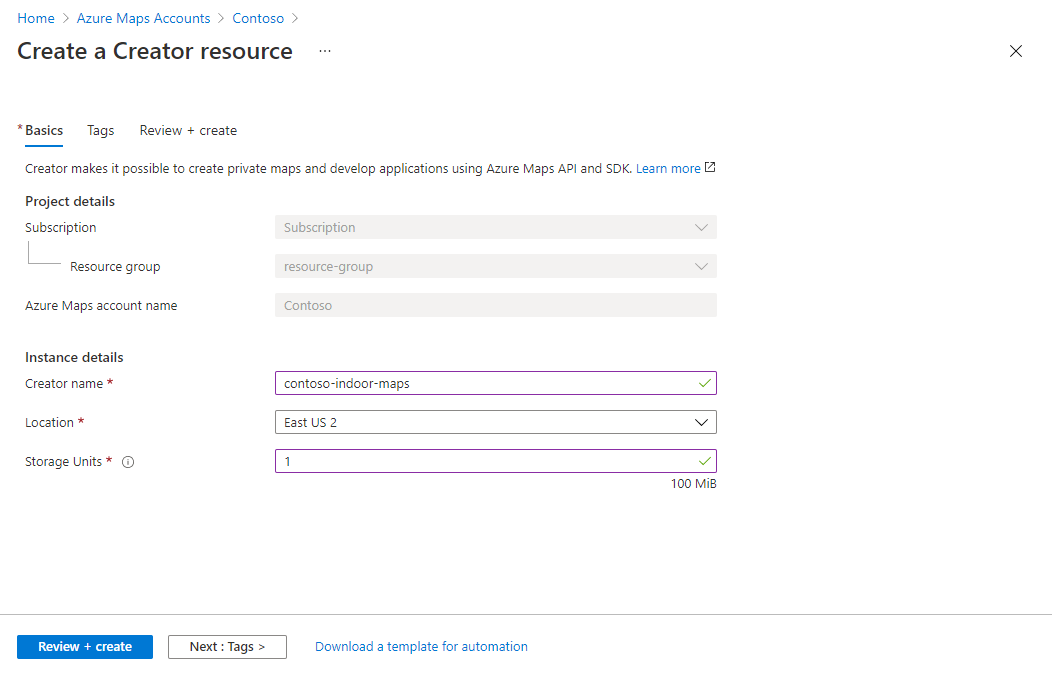 Home > Azure Maps Accounts > Contoso >
Create a Creator resource ...
* Basics Tags Review + create
Creator makes it possible to create private maps and develop applications using Azure Maps API and SDK. Learn more
Project details
Subscription Subscription
Resource group resource-group
Azure Maps account name Contoso
Instance details
Creator name * contoso-indoor-maps
Location * East US 2
Storage Units * 1
100 MiB
Review + create Next : Tags > Download a template for automation